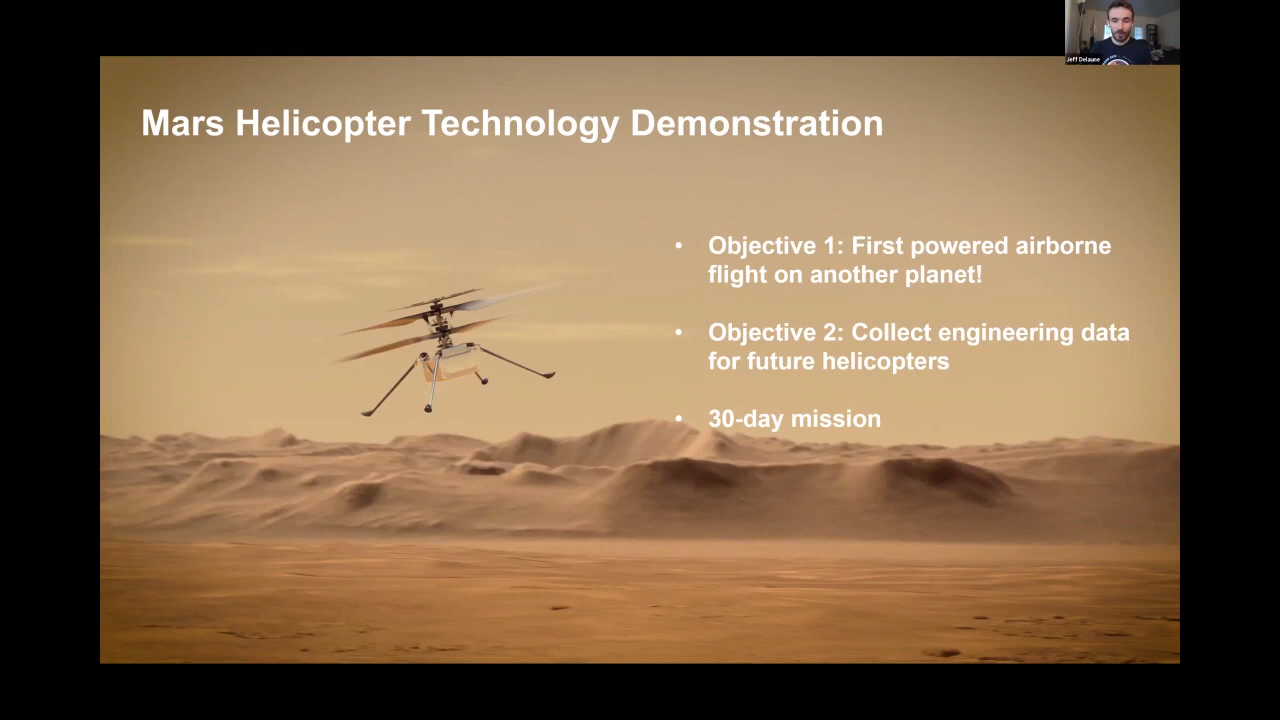 Jeff Delaune
Mars Helicopter Technology Demonstration
• Objective 1: First powered airborne
flight on another planet!
• Objective 2: Collect engineering data
for future helicopters
• 30-day mission